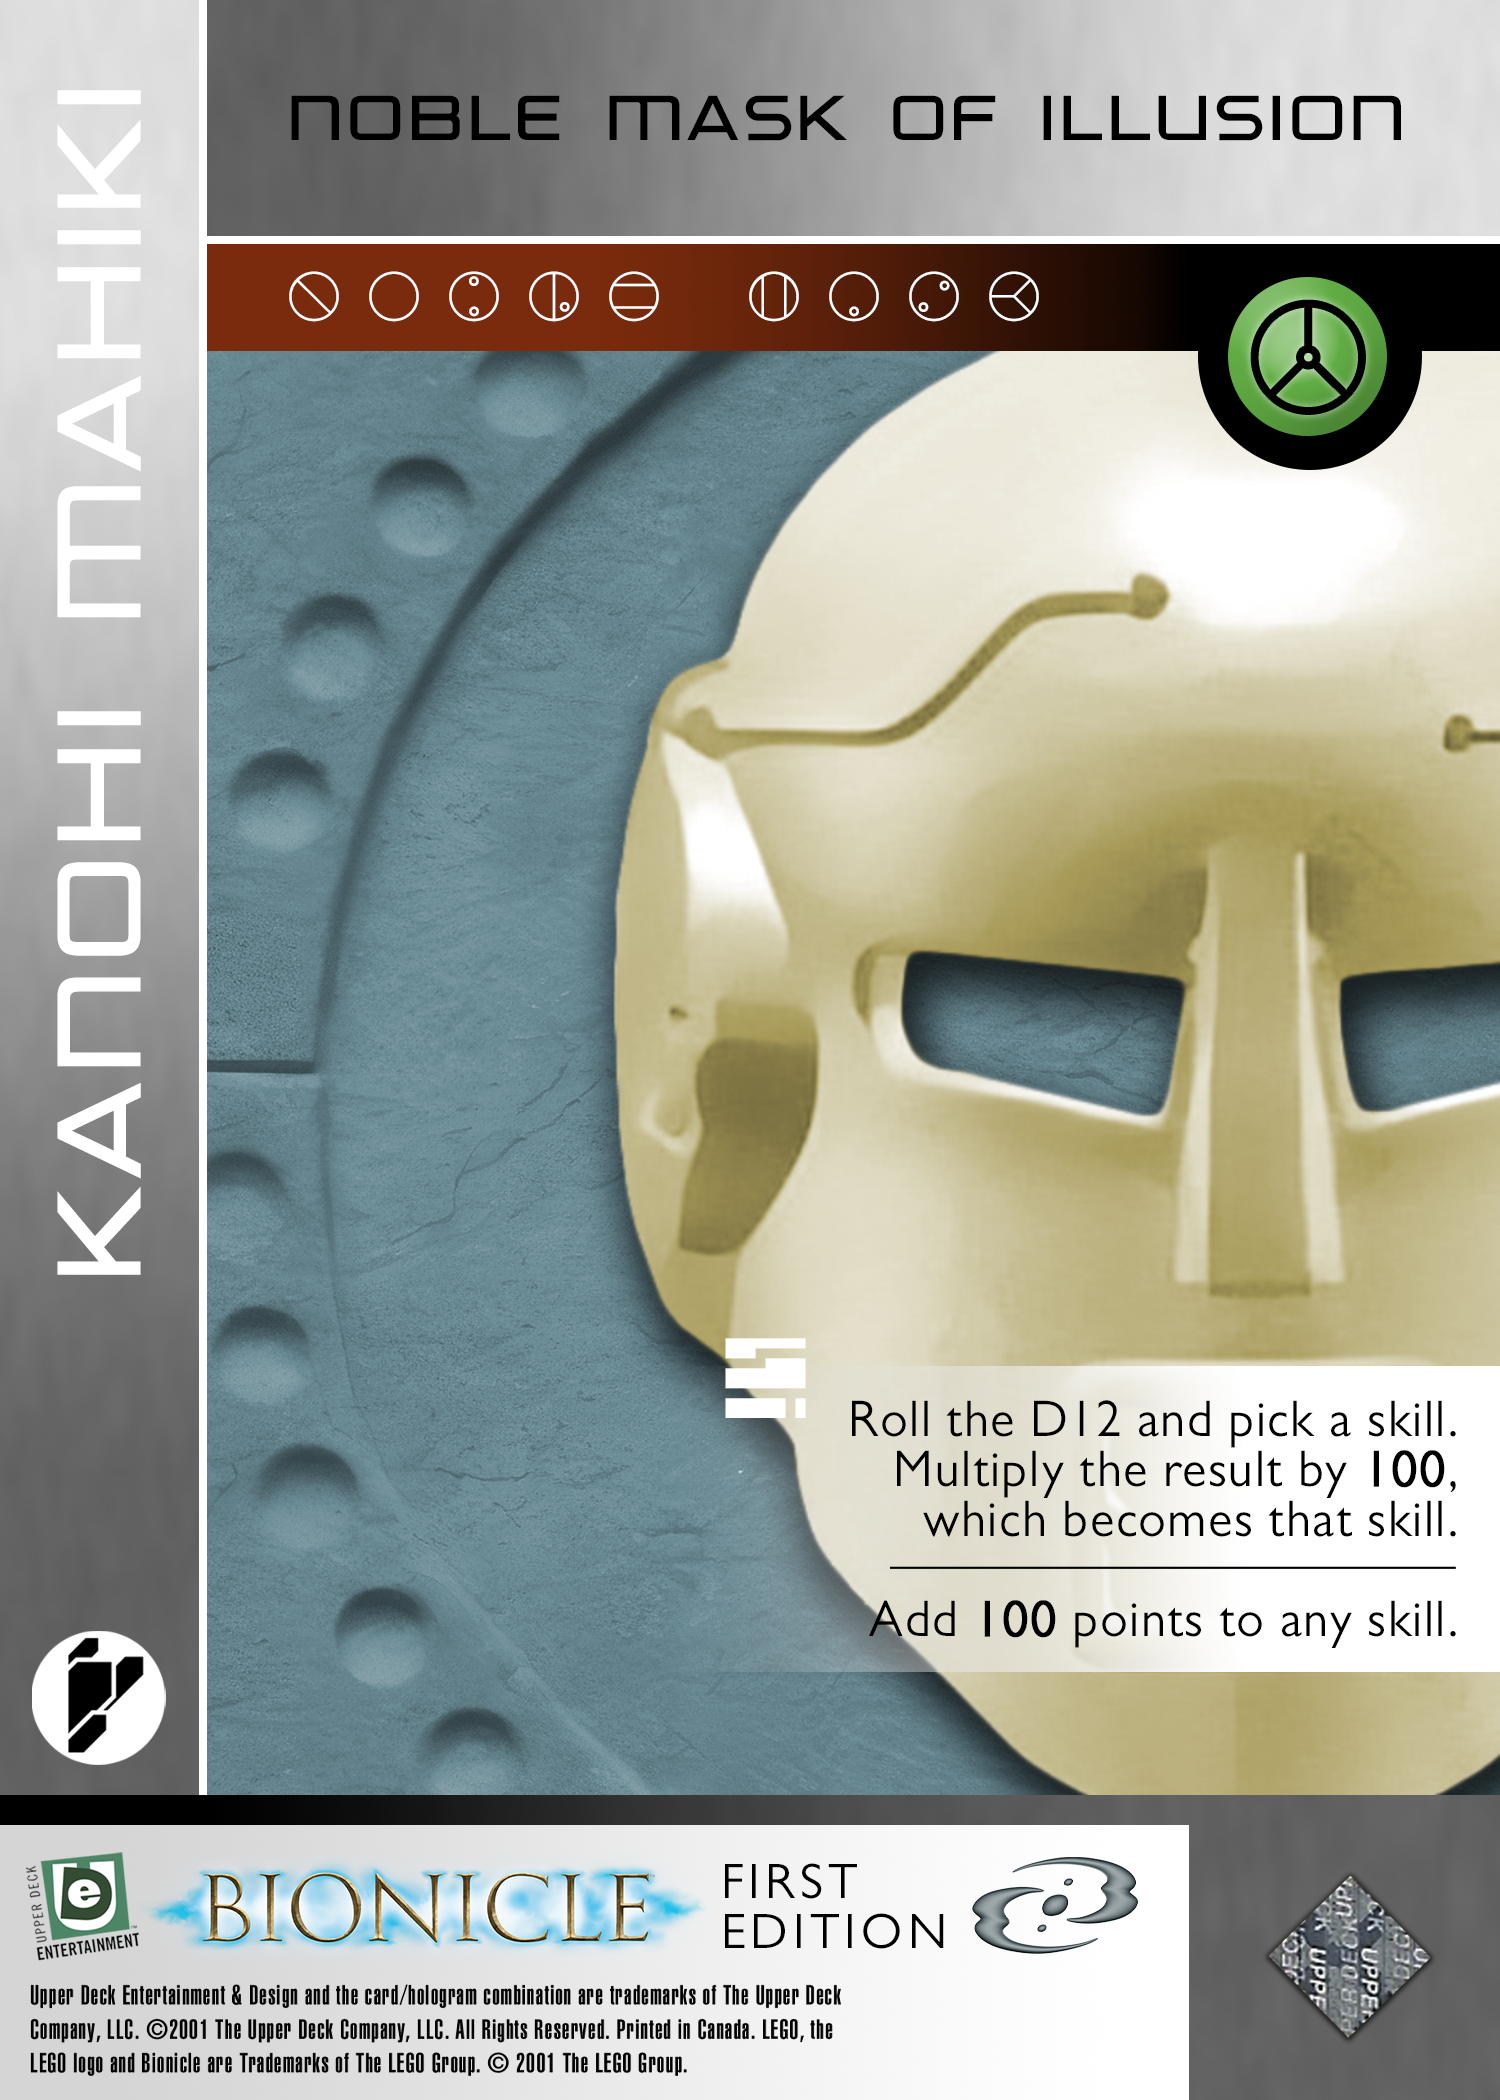 NOBLE MASK OF ILLUSION
KANOHI MAHIKI
Roll the D12 and pick a skill.
Multiply the result by 100,
which becomes that skill.
Add 100 points to any skill.
UPPER DECK
e
ENTERTAINMENT
BIONICLE
FIRST
EDITION
Upper Deck Entertainment & Design and the card/hologram combination are trademarks of The Upper Deck
Company, LLC. ©2001 The Upper Deck Company, LLC. All Rights Reserved. Printed in Canada. LEGO, the
LEGO logo and Bionicle are Trademarks of The LEGO Group. © 2001 The LEGO Group.